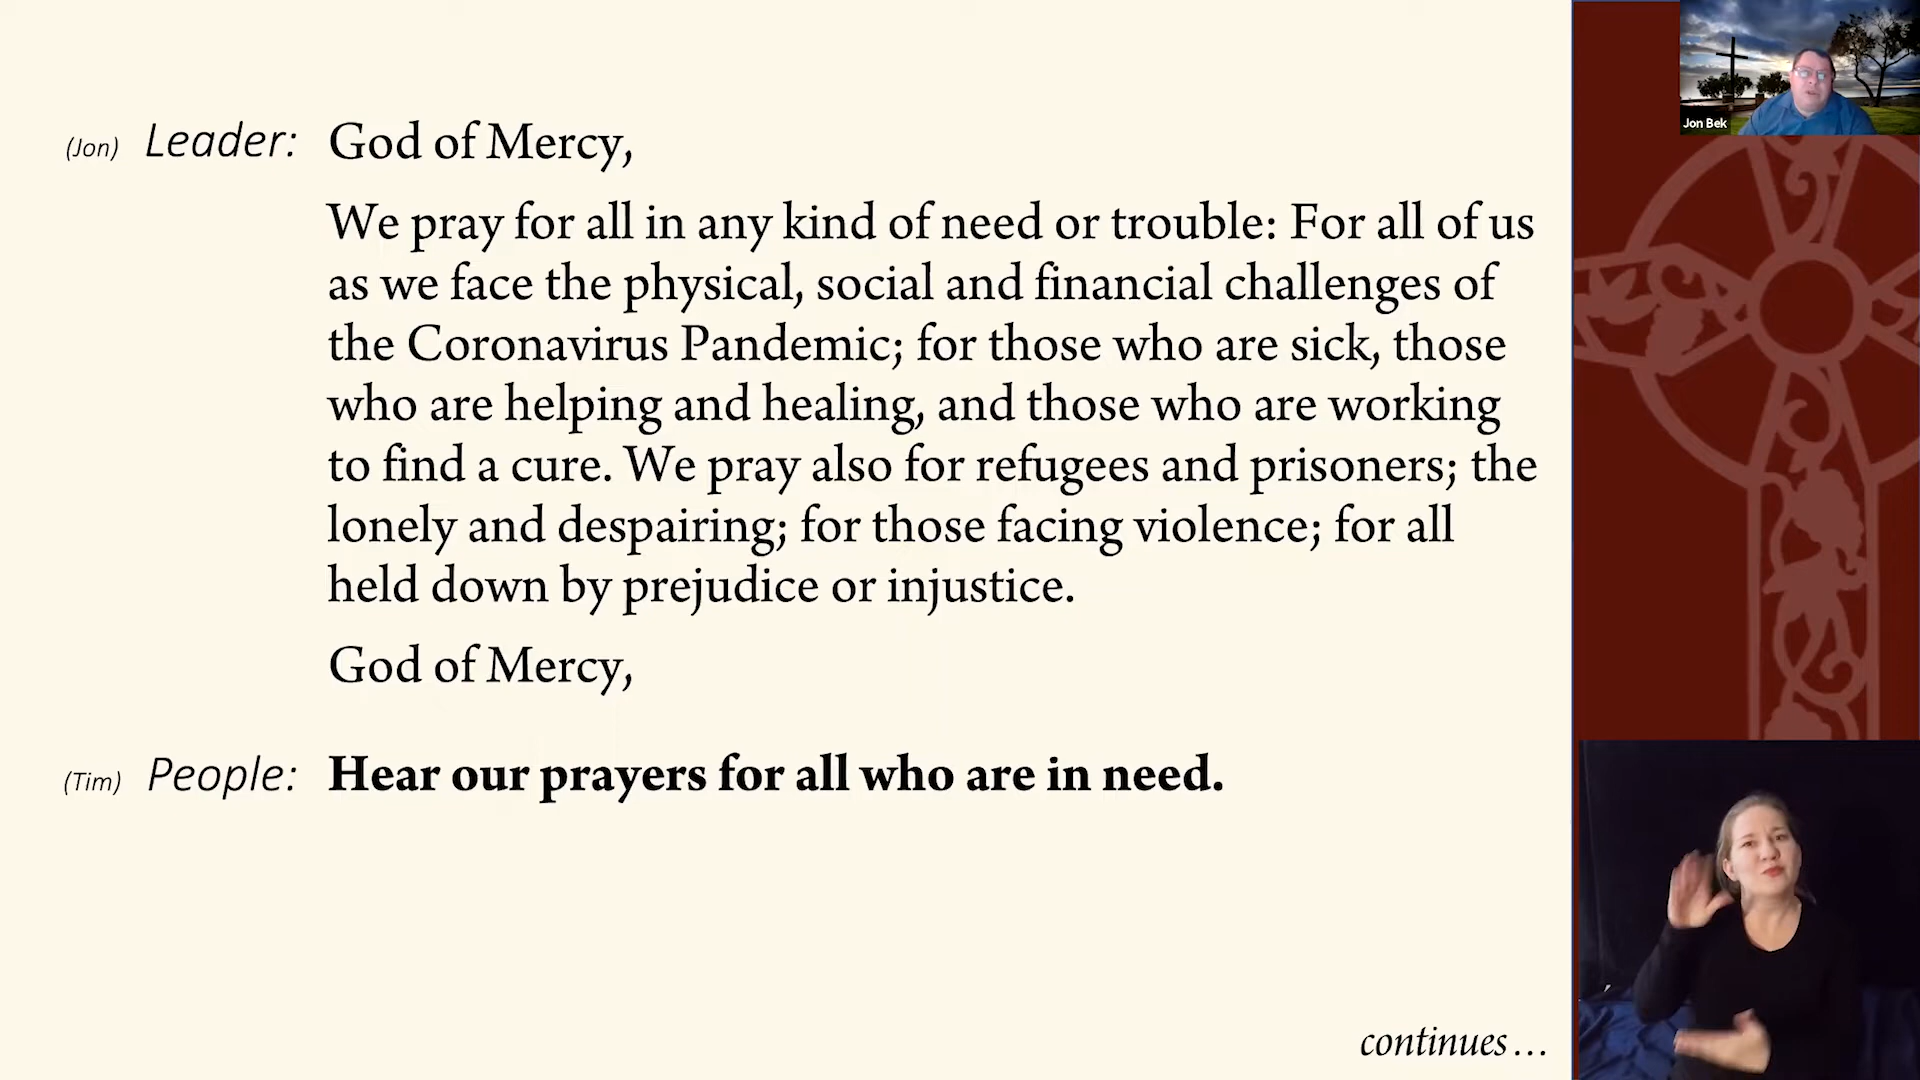 (Jon) Leader: God of Mercy,
We pray for all in any kind of need or trouble: For all of us
as we face the physical, social and financial challenges of
the Coronavirus Pandemic; for those who are sick, those
who are helping and healing, and those who are working
to find a cure. We pray also for refugees and prisoners; the
lonely and despairing; for those facing violence; for all
held down by prejudice or injustice.
God of Mercy,
(Tim) People: Hear our prayers for all who are in need.
continues…
Jon Bek